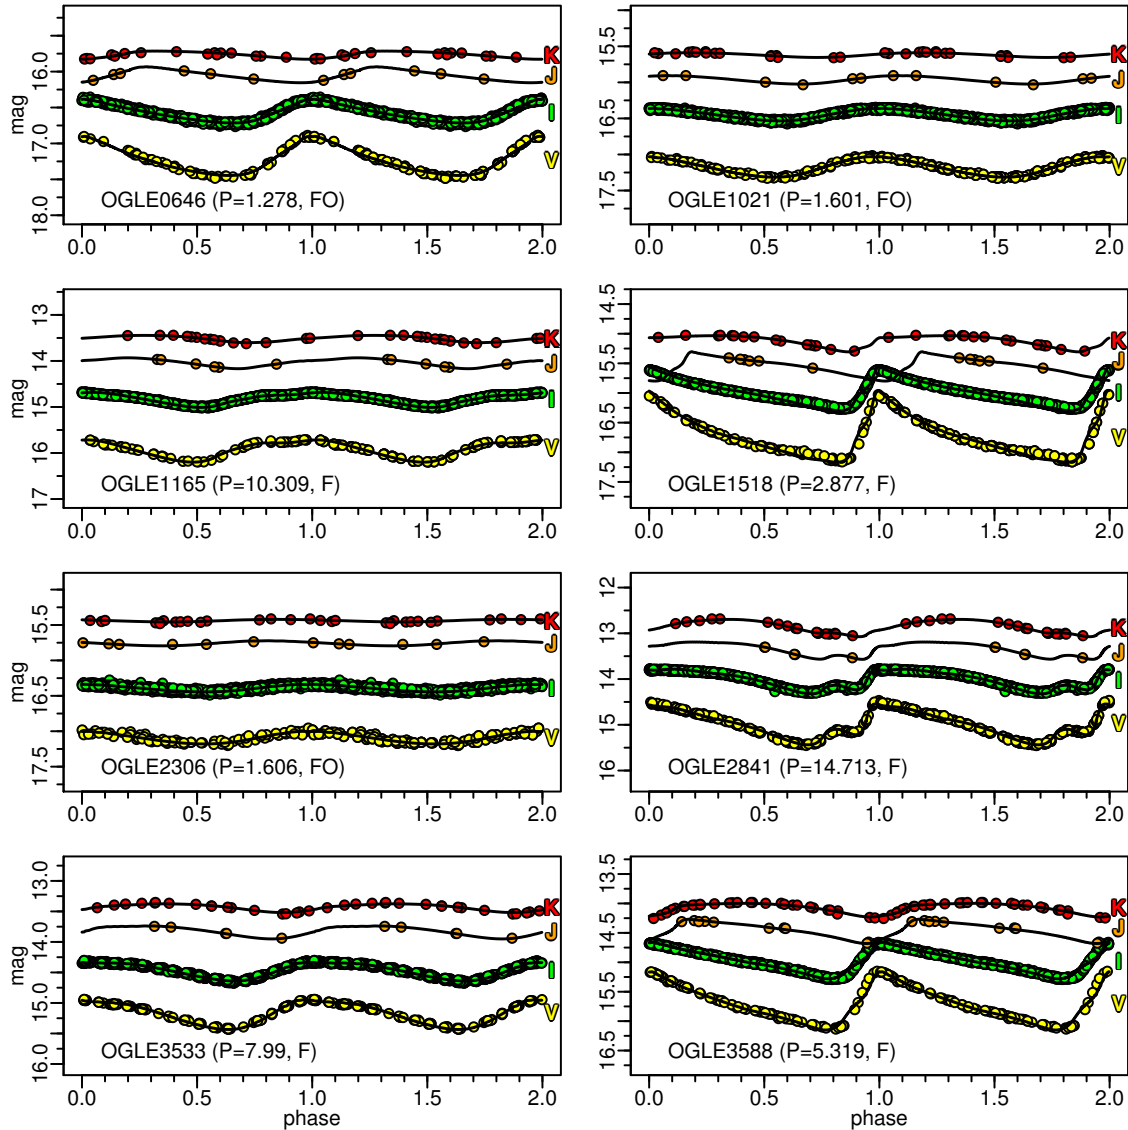 K
J
I
V
mag
16.0
17.0
18.0
OGLE0646 (P=1.278, FO)
0.0 0.5 1.0 1.5 2.0
K
J
I
V
15.5
16.5
17.5
OGLE1021 (P=1.601, FO)
0.0 0.5 1.0 1.5 2.0
K
J
I
V
mag
13
14
15
16
17
OGLE1165 (P=10.309, F)
0.0 0.5 1.0 1.5 2.0
K
J
I
V
14.5
15.5
16.5
17.5
OGLE1518 (P=2.877, F)
0.0 0.5 1.0 1.5 2.0
K
J
I
V
mag
15.5
16.5
17.5
OGLE2306 (P=1.606, FO)
0.0 0.5 1.0 1.5 2.0
K
J
I
V
12
13
14
15
16
OGLE2841 (P=14.713, F)
0.0 0.5 1.0 1.5 2.0
K
J
I
V
mag
13.0
14.0
15.0
16.0
OGLE3533 (P=7.99, F)
0.0 0.5 1.0 1.5 2.0
phase
K
J
I
V
13.5
14.5
15.5
16.5
OGLE3588 (P=5.319, F)
0.0 0.5 1.0 1.5 2.0
phase